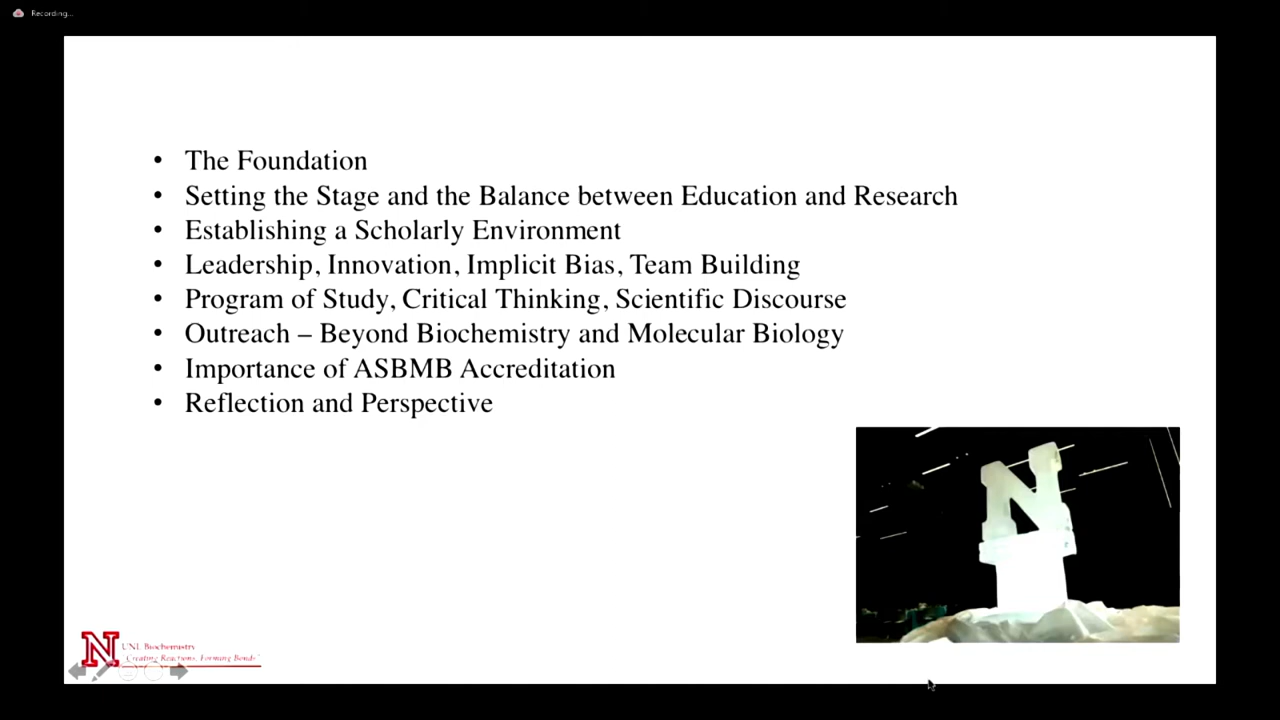 Recording...
• The Foundation
• Setting the Stage and the Balance between Education and Research
• Establishing a Scholarly Environment
• Leadership, Innovation, Implicit Bias, Team Building
• Program of Study, Critical Thinking, Scientific Discourse
• Outreach – Beyond Biochemistry and Molecular Biology
• Importance of ASBMB Accreditation
• Reflection and Perspective
N
N UNL Biochemistry
"Creating Reactions, Forming Bonds"